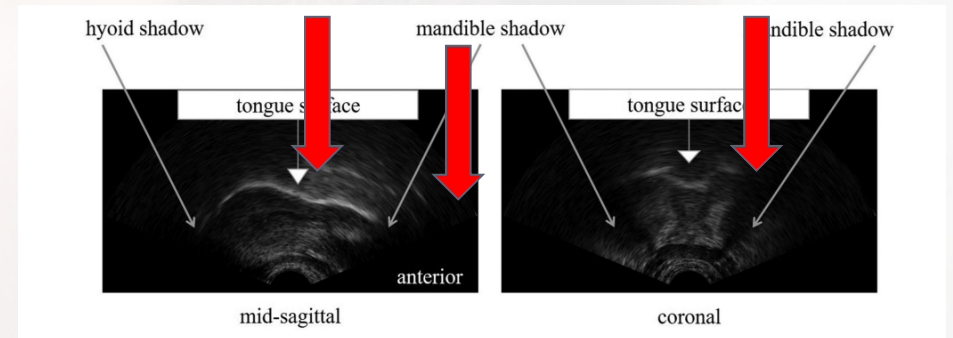 hyoid shadow
mandible shadow
ndible shadow
tongue s face
tongue surfac
anterior
mid-sagittal
coronal